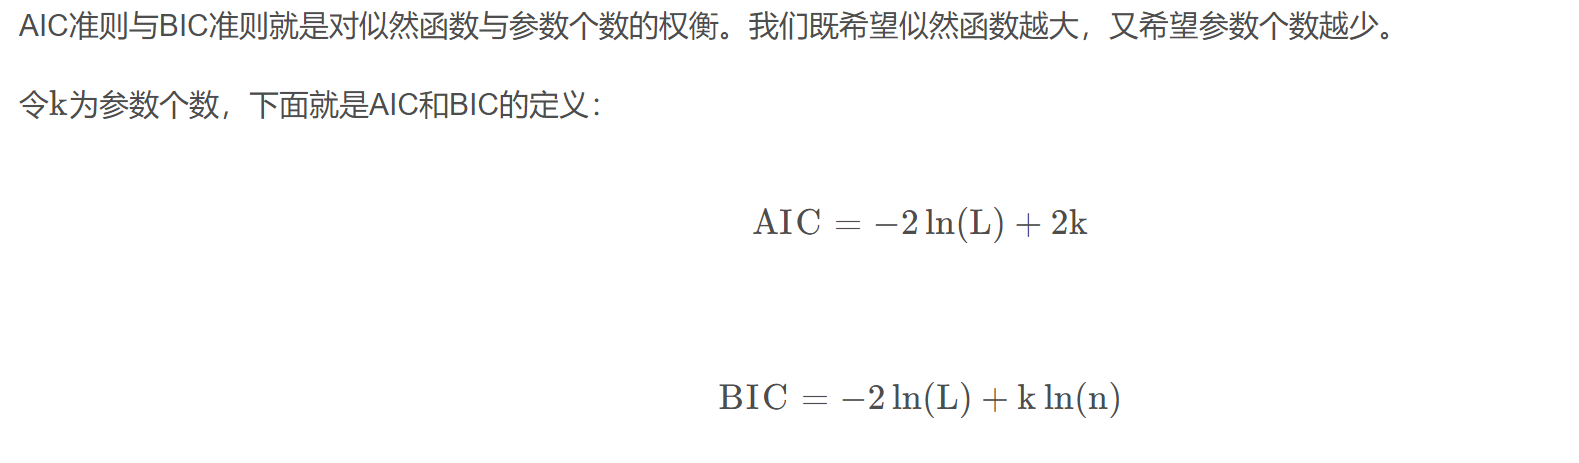 AIC准则与BIC准则就是对似然函数与参数个数的权衡。我们既希望似然函数越大，又希望参数个数越少。
令k为参数个数，下面就是AIC和BIC的定义：
AIC = −2 ln(L) + 2k
BIC = −2 ln(L) + k ln(n)